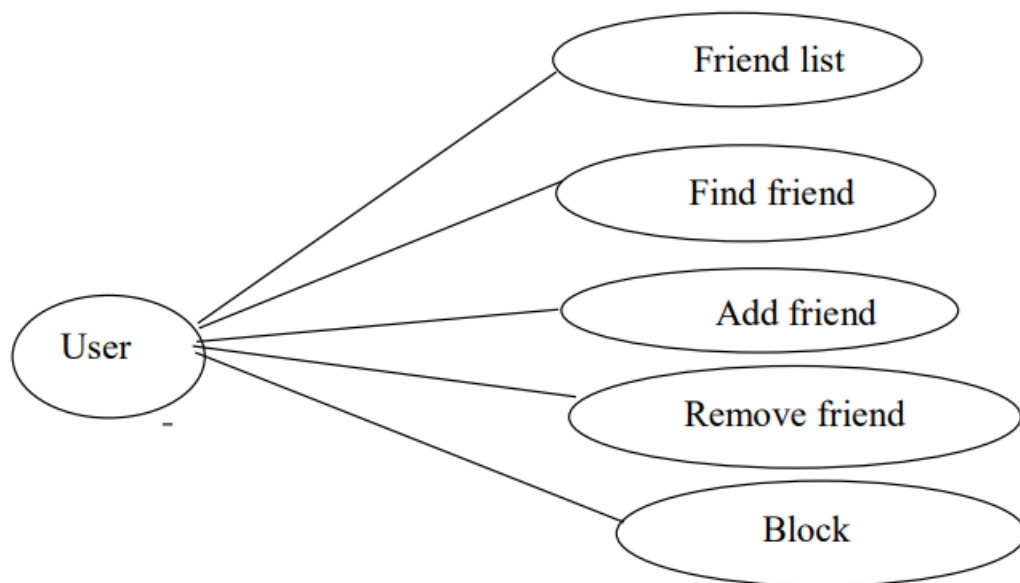 Friend list
Find friend
User
Add friend
Remove friend
Block